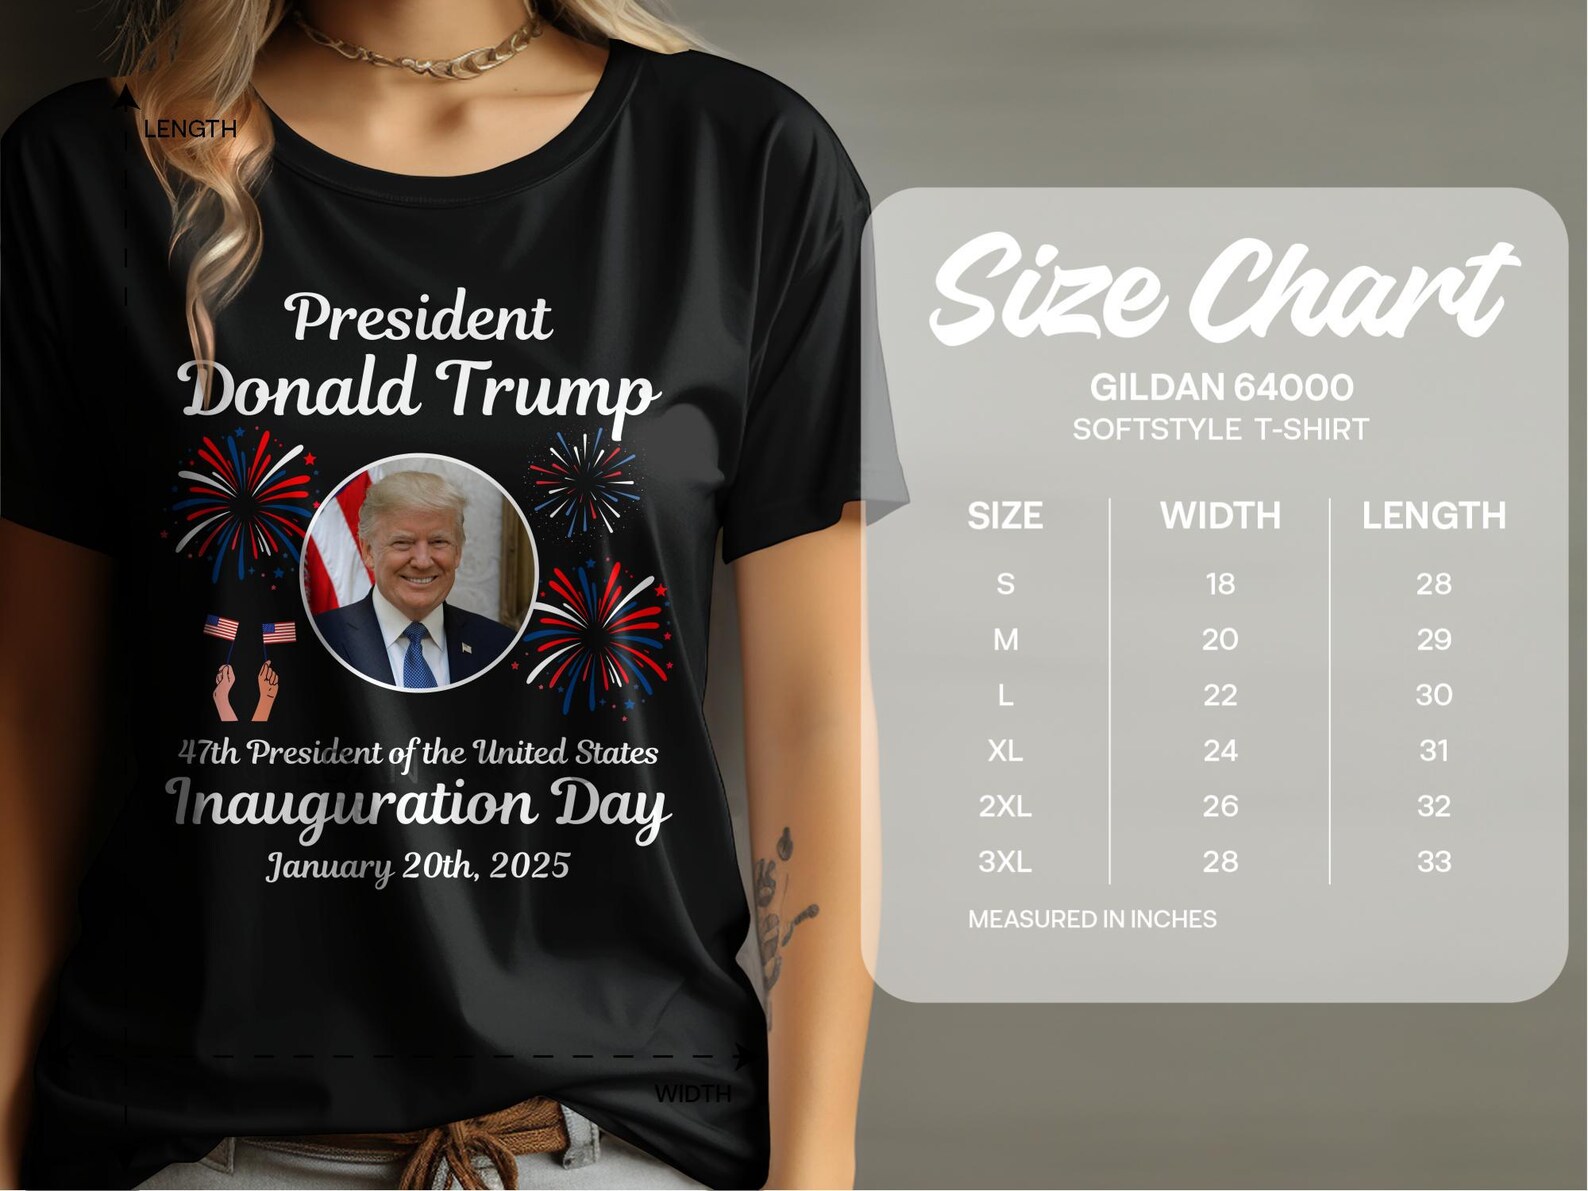 LENGTH
President
Donald Trump
47th President of the United States
Inauguration Day
January 20th, 2025
WIDTH
Size Chart
GILDAN 64000
SOFTSTYLE T-SHIRT
SIZE WIDTH LENGTH
S 18 28
M 20 29
L 22 30
XL 24 31
2XL 26 32
3XL 28 33
MEASURED IN INCHES